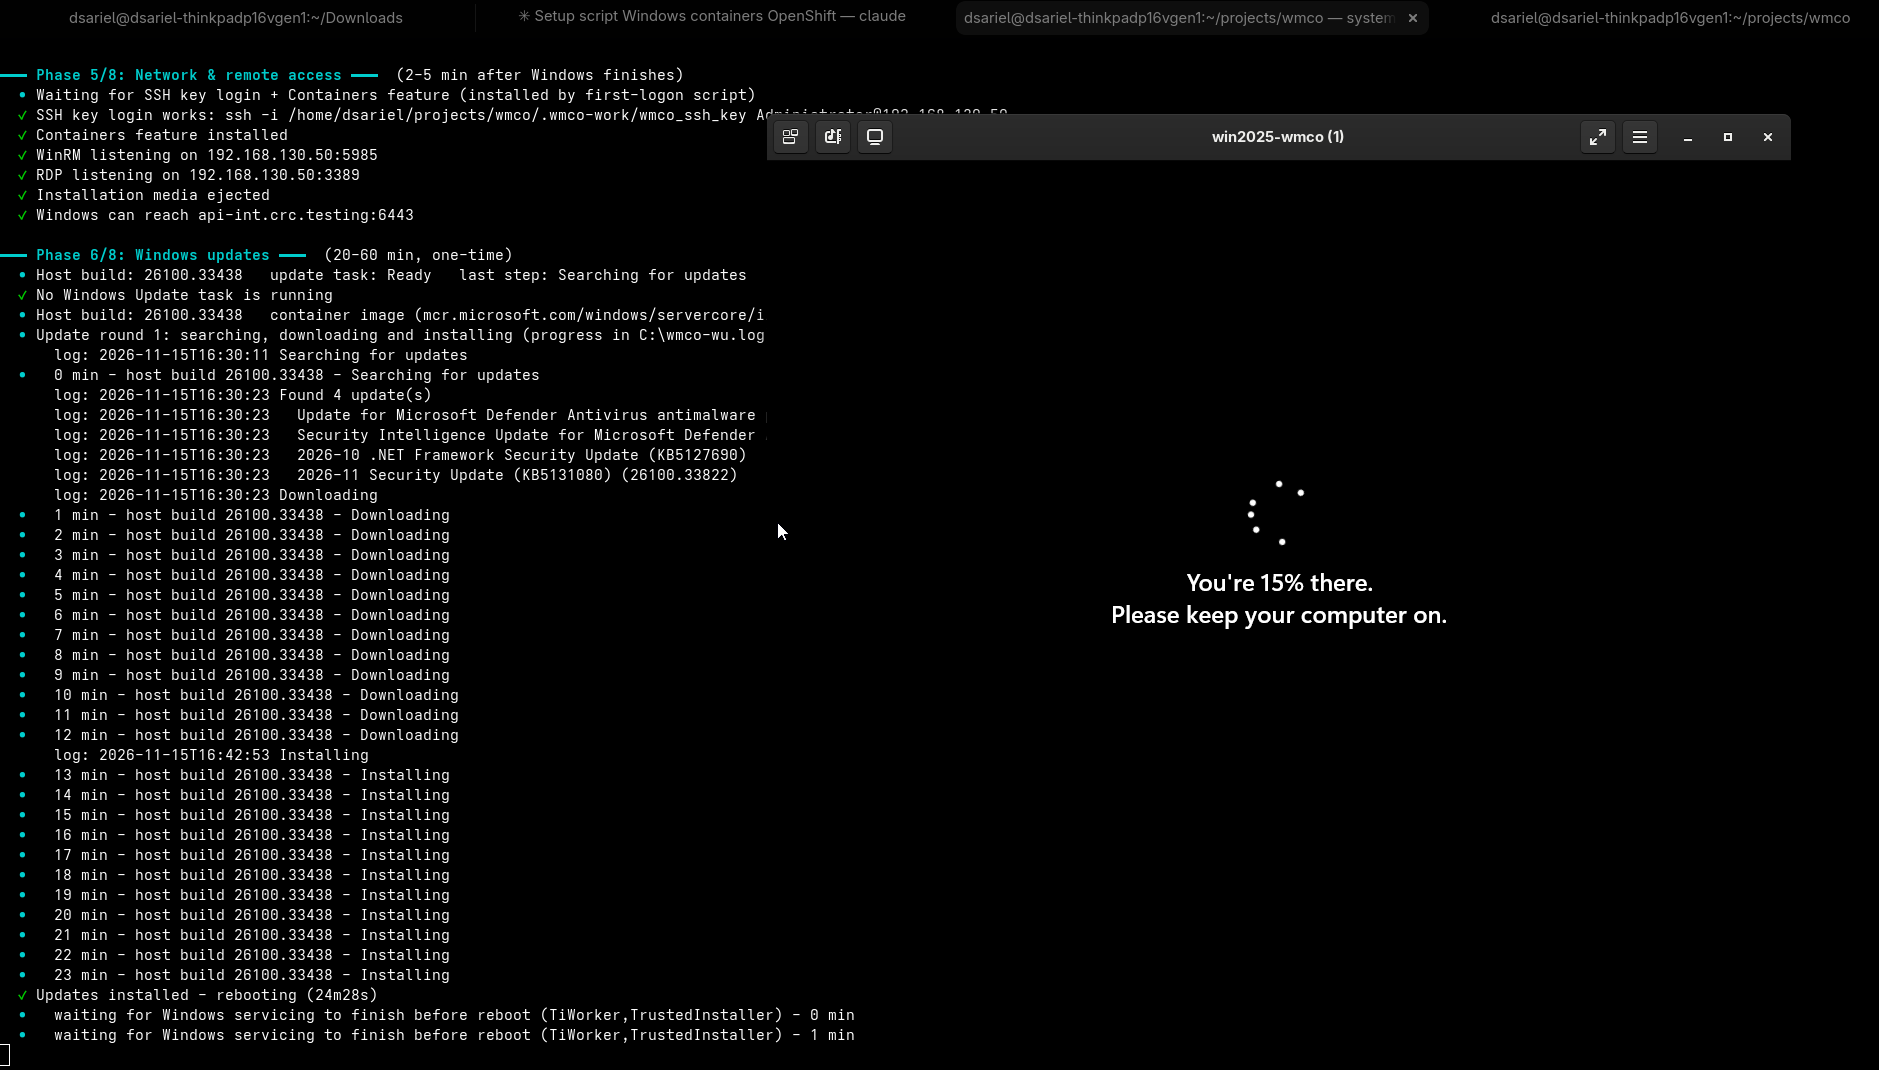 dsariel@dsariel-thinkpadp16vgen1:~/Downloads
✳ Setup script Windows containers OpenShift — claude
dsariel@dsariel-thinkpadp16vgen1:~/projects/wmco — system
dsariel@dsariel-thinkpadp16vgen1:~/projects/wmco
Phase 5/8: Network & remote access (2-5 min after Windows finishes)
• Waiting for SSH key login + Containers feature (installed by first-logon script)
✓ SSH key login works: ssh -i /home/dsariel/projects/wmco/.wmco-work/wmco_ssh_key Administrator@192.168.130.50
✓ Containers feature installed
✓ WinRM listening on 192.168.130.50:5985
✓ RDP listening on 192.168.130.50:3389
✓ Installation media ejected
✓ Windows can reach api-int.crc.testing:6443
Phase 6/8: Windows updates (20-60 min, one-time)
• Host build: 26100.33438 update task: Ready last step: Searching for updates
✓ No Windows Update task is running
• Host build: 26100.33438 container image (mcr.microsoft.com/windows/servercore/i
• Update round 1: searching, downloading and installing (progress in C:\wmco-wu.log
log: 2026-11-15T16:30:11 Searching for updates
• 0 min - host build 26100.33438 - Searching for updates
log: 2026-11-15T16:30:23 Found 4 update(s)
log: 2026-11-15T16:30:23 Update for Microsoft Defender Antivirus antimalware
log: 2026-11-15T16:30:23 Security Intelligence Update for Microsoft Defender
log: 2026-11-15T16:30:23 2026-10 .NET Framework Security Update (KB5127690)
log: 2026-11-15T16:30:23 2026-11 Security Update (KB5131080) (26100.33822)
log: 2026-11-15T16:30:23 Downloading
• 1 min - host build 26100.33438 - Downloading
• 2 min - host build 26100.33438 - Downloading
• 3 min - host build 26100.33438 - Downloading
• 4 min - host build 26100.33438 - Downloading
• 5 min - host build 26100.33438 - Downloading
• 6 min - host build 26100.33438 - Downloading
• 7 min - host build 26100.33438 - Downloading
• 8 min - host build 26100.33438 - Downloading
• 9 min - host build 26100.33438 - Downloading
• 10 min - host build 26100.33438 - Downloading
• 11 min - host build 26100.33438 - Downloading
• 12 min - host build 26100.33438 - Downloading
log: 2026-11-15T16:42:53 Installing
• 13 min - host build 26100.33438 - Installing
• 14 min - host build 26100.33438 - Installing
• 15 min - host build 26100.33438 - Installing
• 16 min - host build 26100.33438 - Installing
• 17 min - host build 26100.33438 - Installing
• 18 min - host build 26100.33438 - Installing
• 19 min - host build 26100.33438 - Installing
• 20 min - host build 26100.33438 - Installing
• 21 min - host build 26100.33438 - Installing
• 22 min - host build 26100.33438 - Installing
• 23 min - host build 26100.33438 - Installing
✓ Updates installed - rebooting (24m28s)
• waiting for Windows servicing to finish before reboot (TiWorker,TrustedInstaller) - 0 min
• waiting for Windows servicing to finish before reboot (TiWorker,TrustedInstaller) - 1 min
win2025-wmco (1)
You're 15% there.
Please keep your computer on.